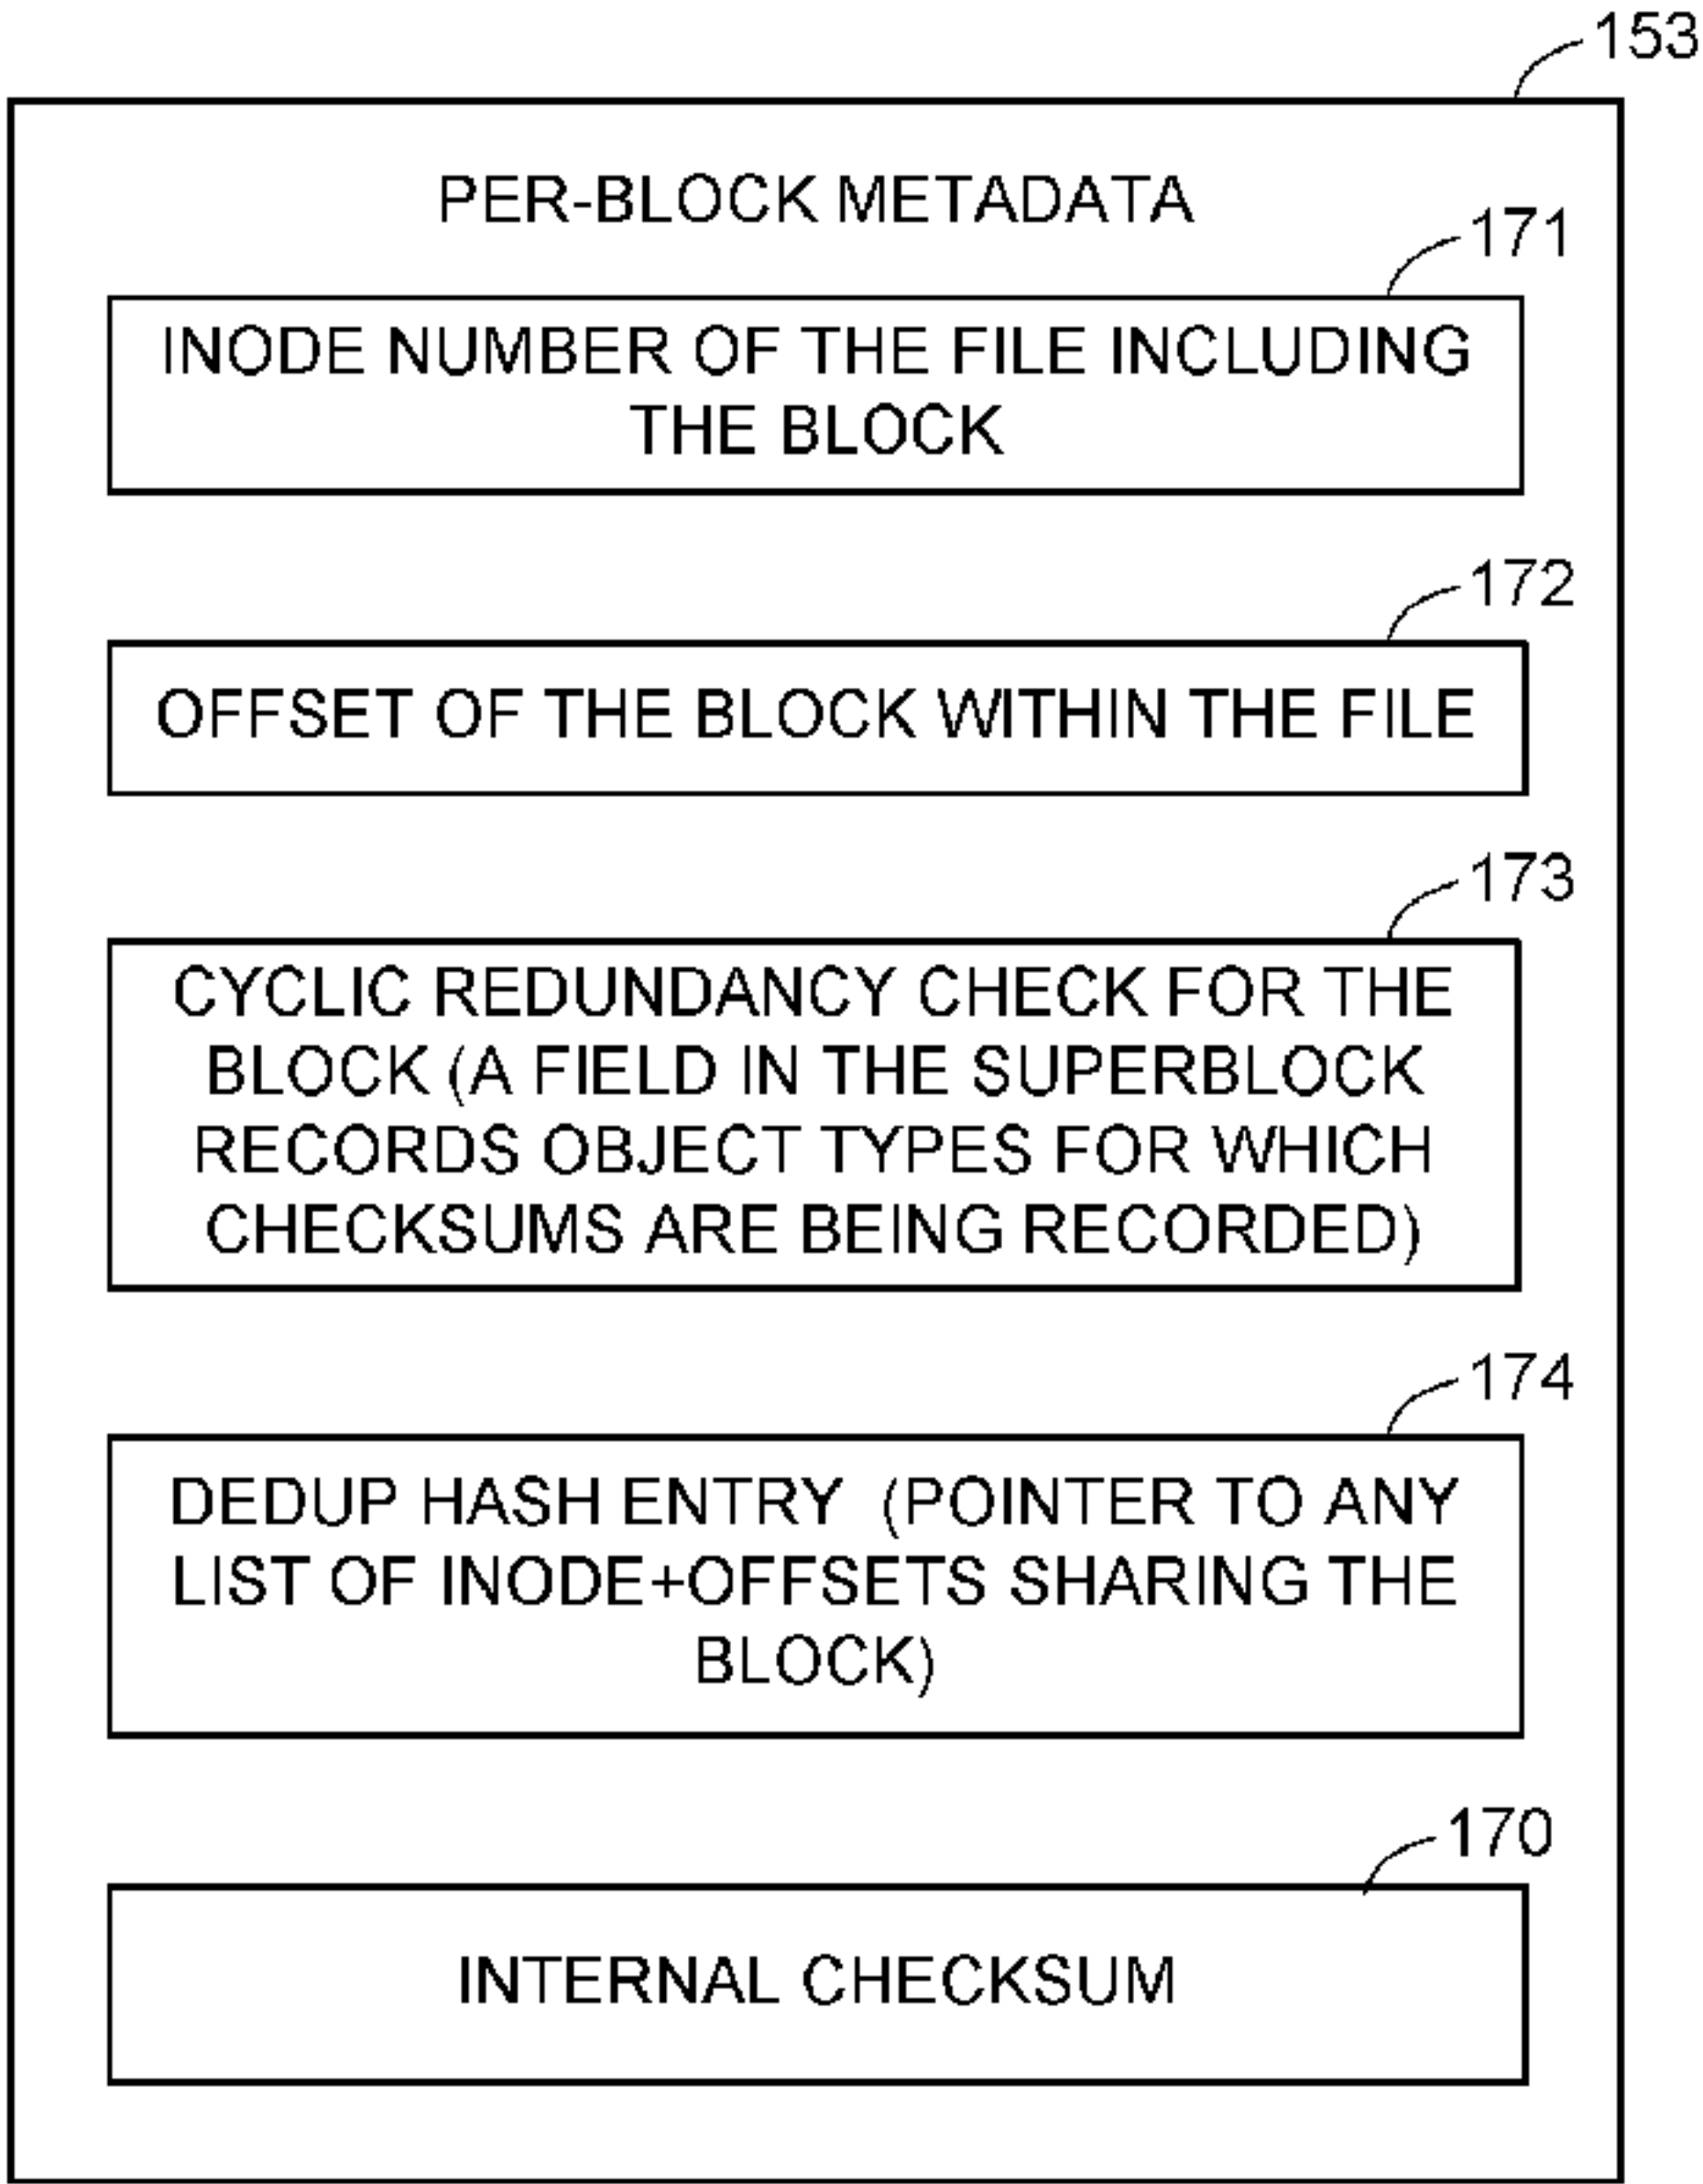 153
PER-BLOCK METADATA
171
INODE NUMBER OF THE FILE INCLUDING
THE BLOCK
172
OFFSET OF THE BLOCK WITHIN THE FILE
173
CYCLIC REDUNDANCY CHECK FOR THE
BLOCK (A FIELD IN THE SUPERBLOCK
RECORDS OBJECT TYPES FOR WHICH
CHECKSUMS ARE BEING RECORDED)
174
DEDUP HASH ENTRY (POINTER TO ANY
LIST OF INODE+OFFSETS SHARING THE
BLOCK)
170
INTERNAL CHECKSUM